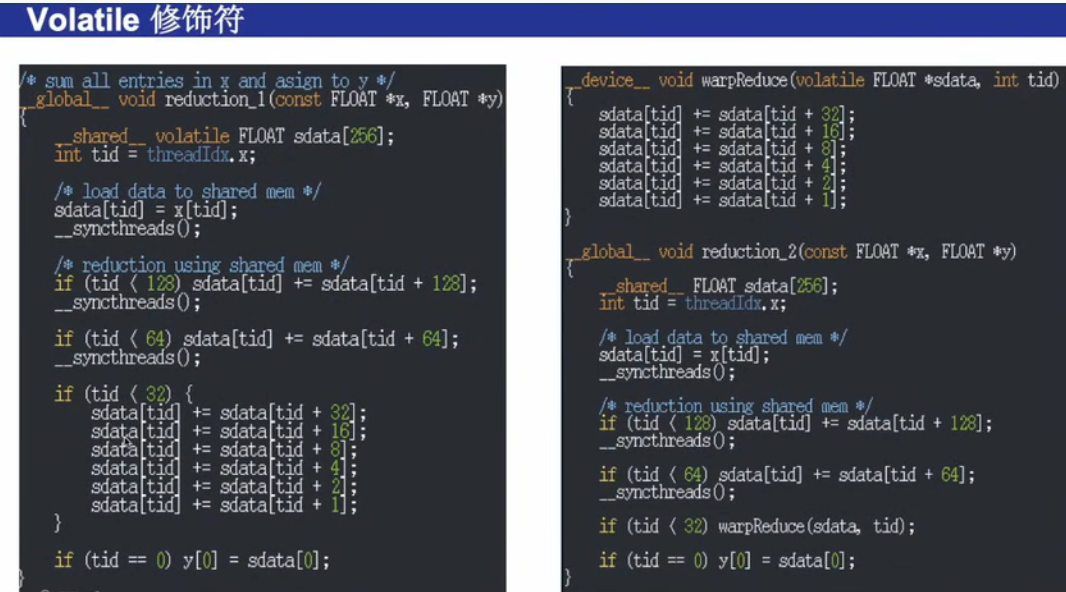 Volatile 修饰符
/* sum all entries in x and asign to y */
__global__ void reduction_1(const FLOAT *x, FLOAT *y)
{
__shared__ volatile FLOAT sdata[256];
int tid = threadIdx.x;
/* load data to shared mem */
sdata[tid] = x[tid];
__syncthreads();
/* reduction using shared mem */
if (tid < 128) sdata[tid] += sdata[tid + 128];
__syncthreads();
if (tid < 64) sdata[tid] += sdata[tid + 64];
__syncthreads();
if (tid < 32) {
sdata[tid] += sdata[tid + 32];
sdata[tid] += sdata[tid + 16];
sdata[tid] += sdata[tid + 8];
sdata[tid] += sdata[tid + 4];
sdata[tid] += sdata[tid + 2];
sdata[tid] += sdata[tid + 1];
}
if (tid == 0) y[0] = sdata[0];
}
__device__ void warpReduce(volatile FLOAT *sdata, int tid)
{
sdata[tid] += sdata[tid + 32];
sdata[tid] += sdata[tid + 16];
sdata[tid] += sdata[tid + 8];
sdata[tid] += sdata[tid + 4];
sdata[tid] += sdata[tid + 2];
sdata[tid] += sdata[tid + 1];
}
__global__ void reduction_2(const FLOAT *x, FLOAT *y)
{
__shared__ FLOAT sdata[256];
int tid = threadIdx.x;
/* load data to shared mem */
sdata[tid] = x[tid];
__syncthreads();
/* reduction using shared mem */
if (tid < 128) sdata[tid] += sdata[tid + 128];
__syncthreads();
if (tid < 64) sdata[tid] += sdata[tid + 64];
__syncthreads();
if (tid < 32) warpReduce(sdata, tid);
if (tid == 0) y[0] = sdata[0];
}